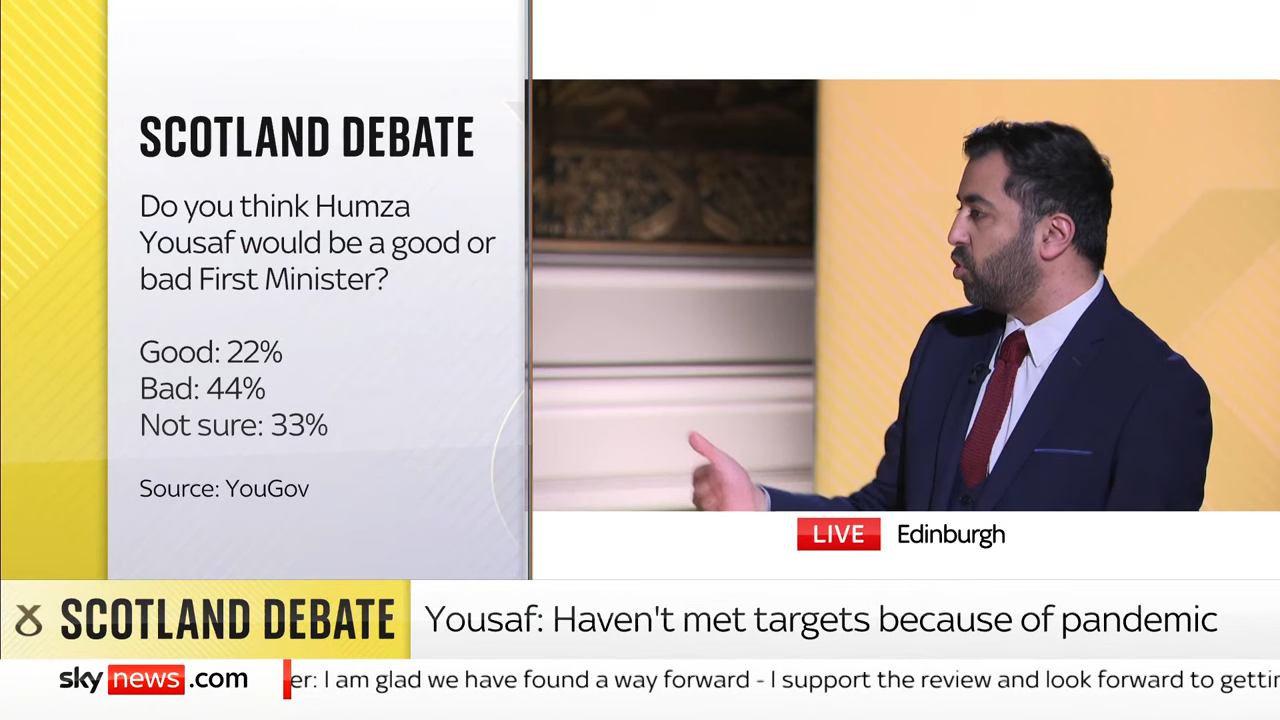 SCOTLAND DEBATE
Do you think Humza
Yousaf would be a good or
bad First Minister?
Good: 22%
Bad: 44%
Not sure: 33%
Source: YouGov
LIVE Edinburgh
SCOTLAND DEBATE Yousaf: Haven't met targets because of pandemic
sky news .com er: I am glad we have found a way forward - I support the review and look forward to gettin